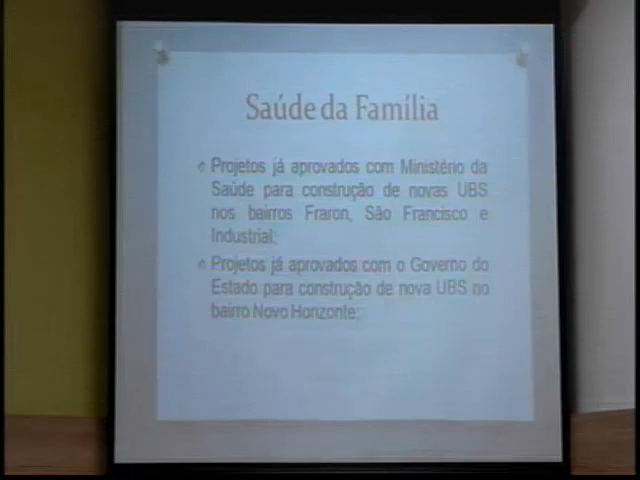 Saúde da Família
Projetos já aprovados com Ministério da
Saúde para construção de novas UBS
nos bairros Fraron, São Francisco e
Industrial;
Projetos já aprovados com o Governo do
Estado para construção de nova UBS no
bairro Novo Horizonte;